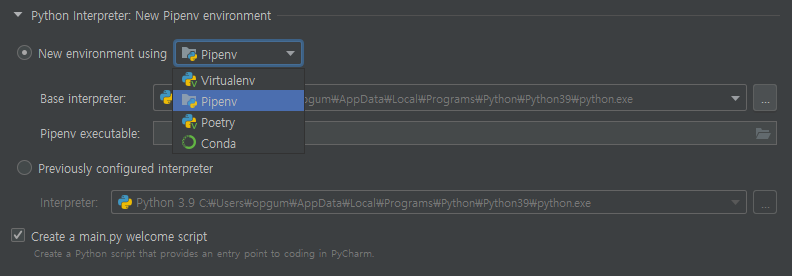 Python Interpreter: New Pipenv environment
New environment using Pipenv
Virtualenv
Base interpreter: opgum₩AppData₩Local₩Programs₩Python₩Python39₩python.exe ...
Pipenv
Pipenv executable:
Poetry
Conda
Previously configured interpreter
Interpreter: Python 3.9 C:₩Users₩opgum₩AppData₩Local₩Programs₩Python₩Python39₩python.exe ...
Create a main.py welcome script
Create a Python script that provides an entry point to coding in PyCharm.